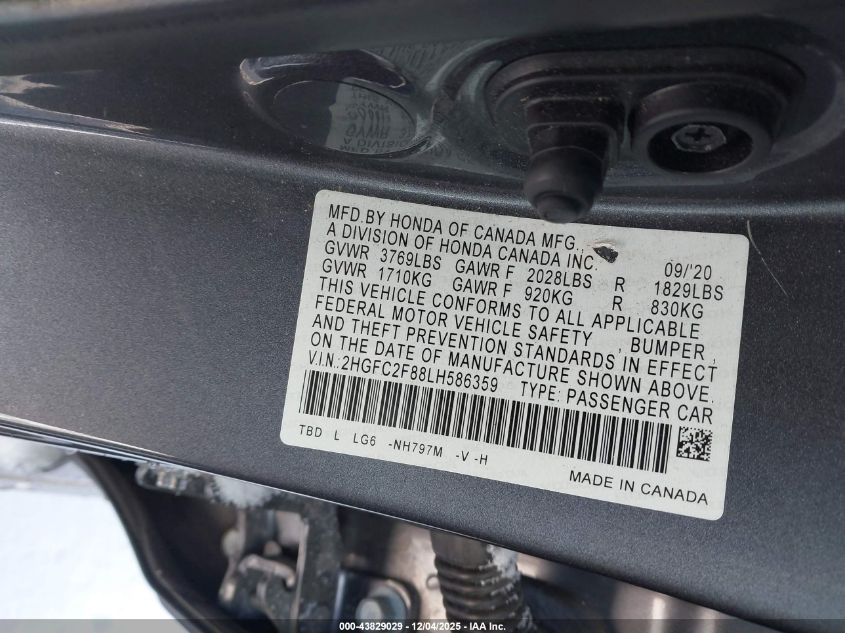 MFD.BY HONDA OF CANADA MFG.,
A DIVISION OF HONDA CANADA INC. 09/'20
GVWR 3769LBS GAWR F 2028LBS R 1829LBS
GVWR 1710KG GAWR F 920KG R 830KG
THIS VEHICLE CONFORMS TO ALL APPLICABLE
FEDERAL MOTOR VEHICLE SAFETY , BUMPER ,
AND THEFT PREVENTION STANDARDS IN EFFECT
ON THE DATE OF MANUFACTURE SHOWN ABOVE.
V.I.N.:2HGFC2F88LH586359 TYPE: PASSENGER CAR
TBD L LG6 -NH797M -V -H
MADE IN CANADA
000-43829029 - 12/04/2025 - IAA Inc.